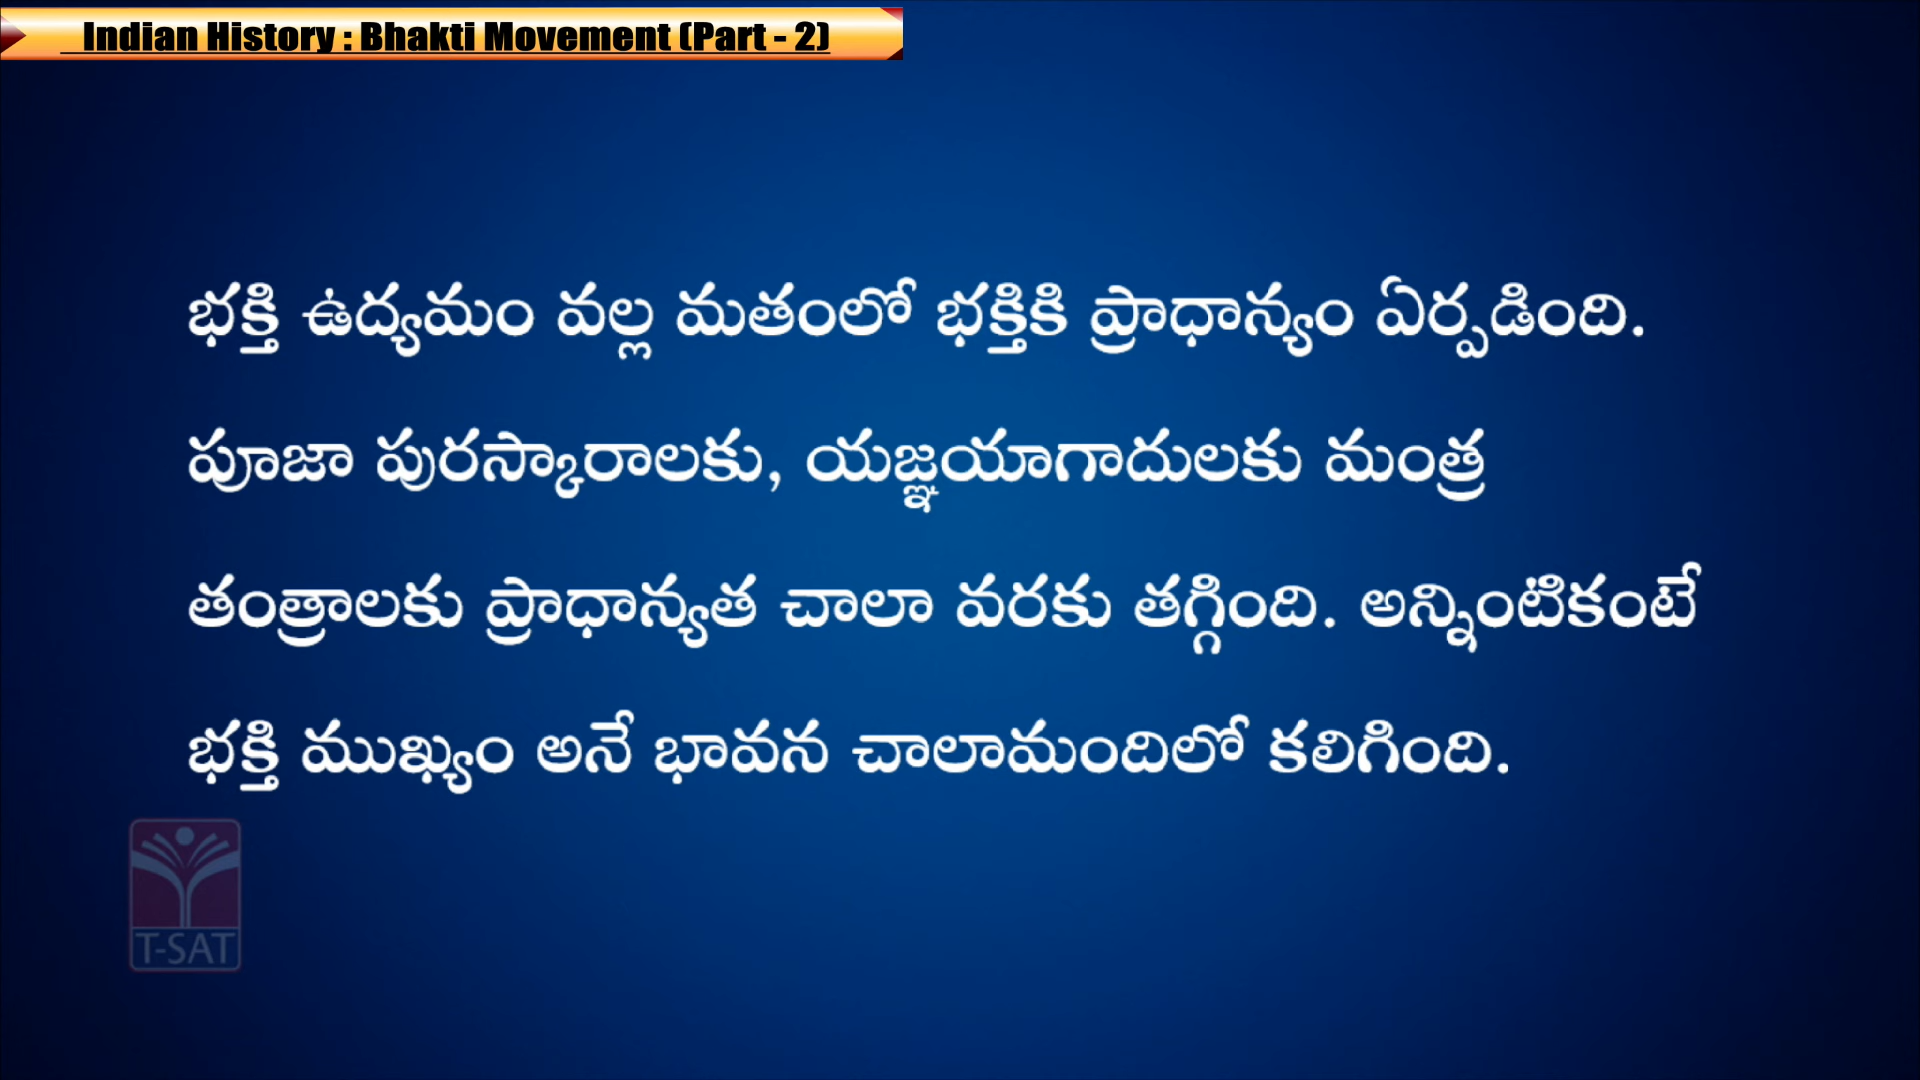 Indian History : Bhakti Movement (Part - 2)
భక్తి ఉద్యమం వల్ల మతంలో భక్తికి ప్రాధాన్యం ఏర్పడింది.
పూజా పురస్కారాలకు, యజ్ఞయాగాదులకు మంత్ర
తంత్రాలకు ప్రాధాన్యత చాలా వరకు తగ్గింది. అన్నింటికంటే
భక్తి ముఖ్యం అనే భావన చాలామందిలో కలిగింది.
T-SAT